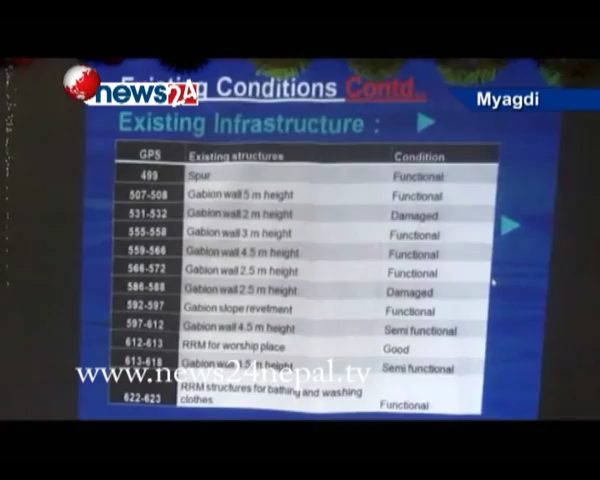 news24
Existing Conditions Contd..
Myagdi
Existing Infrastructure :
GPS Existing structures Condition
499 Spur Functional
507-508 Gabion wall 5 m height Functional
531-532 Gabion wall 2 m height Damaged
555-558 Gabion wall 3 m height Functional
559-566 Gabion wall 4.5 m height Functional
566-572 Gabion wall 2.5 m height Functional
586-588 Gabion wall 2.5 m height Damaged
592-597 Gabion slope revetment Functional
597-612 Gabion wall 4.5 m height Semi functional
612-613 RRM for worship place Good
613-618 Gabion height Semi functional
www.news24nepal.tv
622-623 RRM structures for bathing and washing
clothes Functional